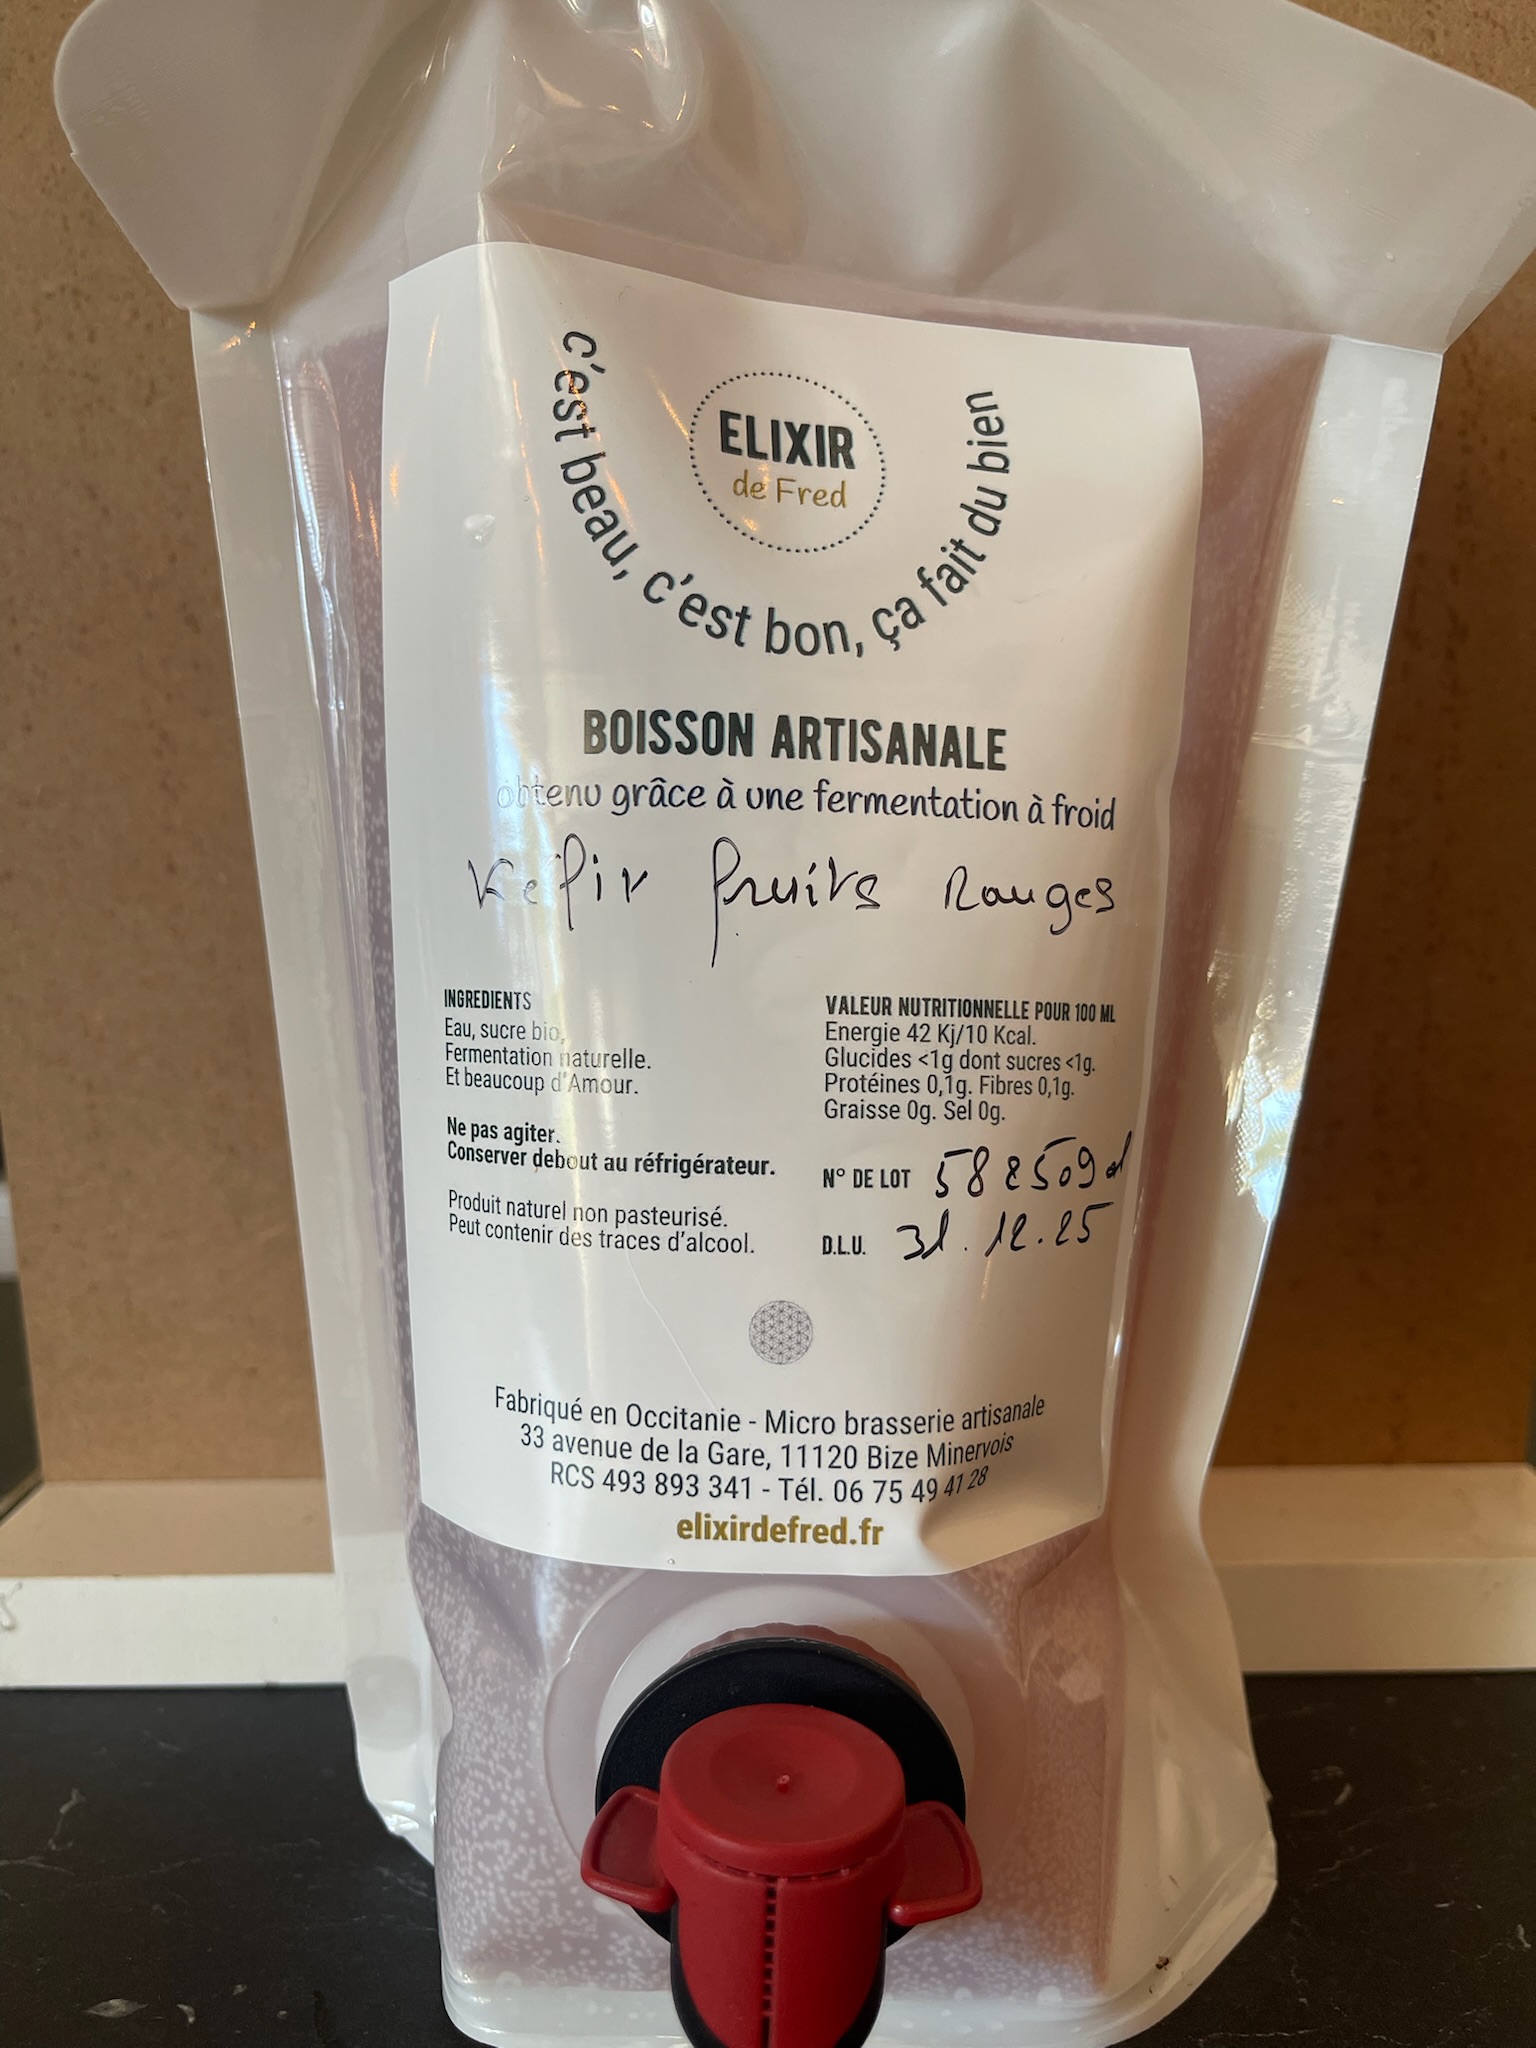 ELIXIR
de Fred
c'est beau, c'est bon, ça fait du bien
BOISSON ARTISANALE
obtenu grâce à une fermentation à froid
Kefir fruits Rouges
INGREDIENTS
Eau, sucre bio,
Fermentation naturelle.
Et beaucoup d'Amour.
Ne pas agiter.
Conserver debout au réfrigérateur.
Produit naturel non pasteurisé.
Peut contenir des traces d'alcool.
VALEUR NUTRITIONNELLE POUR 100 ML
Energie 42 Kj/10 Kcal.
Glucides <1g dont sucres <1g.
Protéines 0,1g. Fibres 0,1g.
Graisse 0g. Sel 0g.
N° DE LOT
D.L.U. 31.12.25
Fabriqué en Occitanie - Micro brasserie artisanale
33 avenue de la Gare, 11120 Bize Minervois
RCS 493 893 341 - Tél. 06 75 49 41 28
elixirdefred.fr